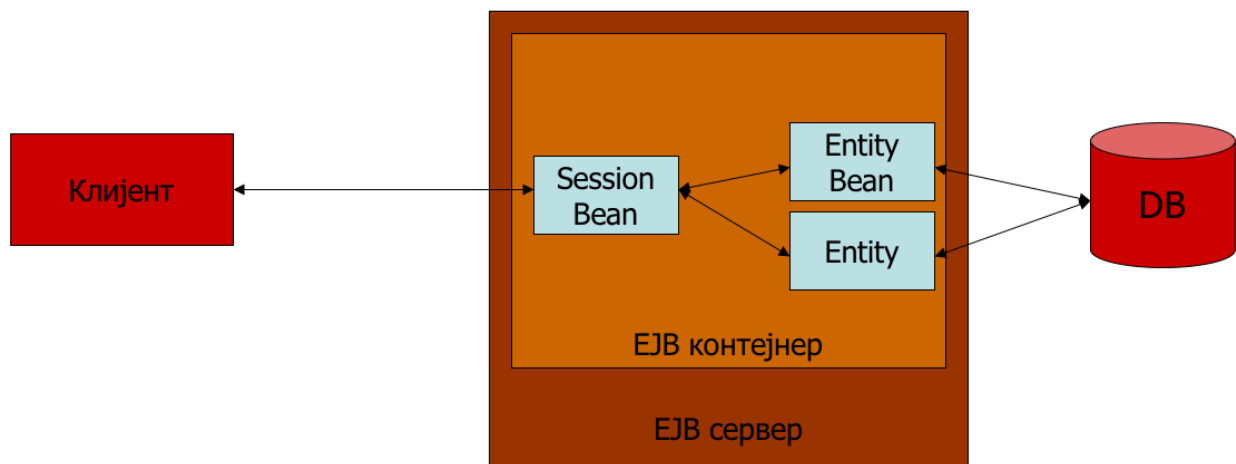 Клијент
Session
Bean
Entity
Bean
Entity
DB
EJB контејнер
EJB сервер